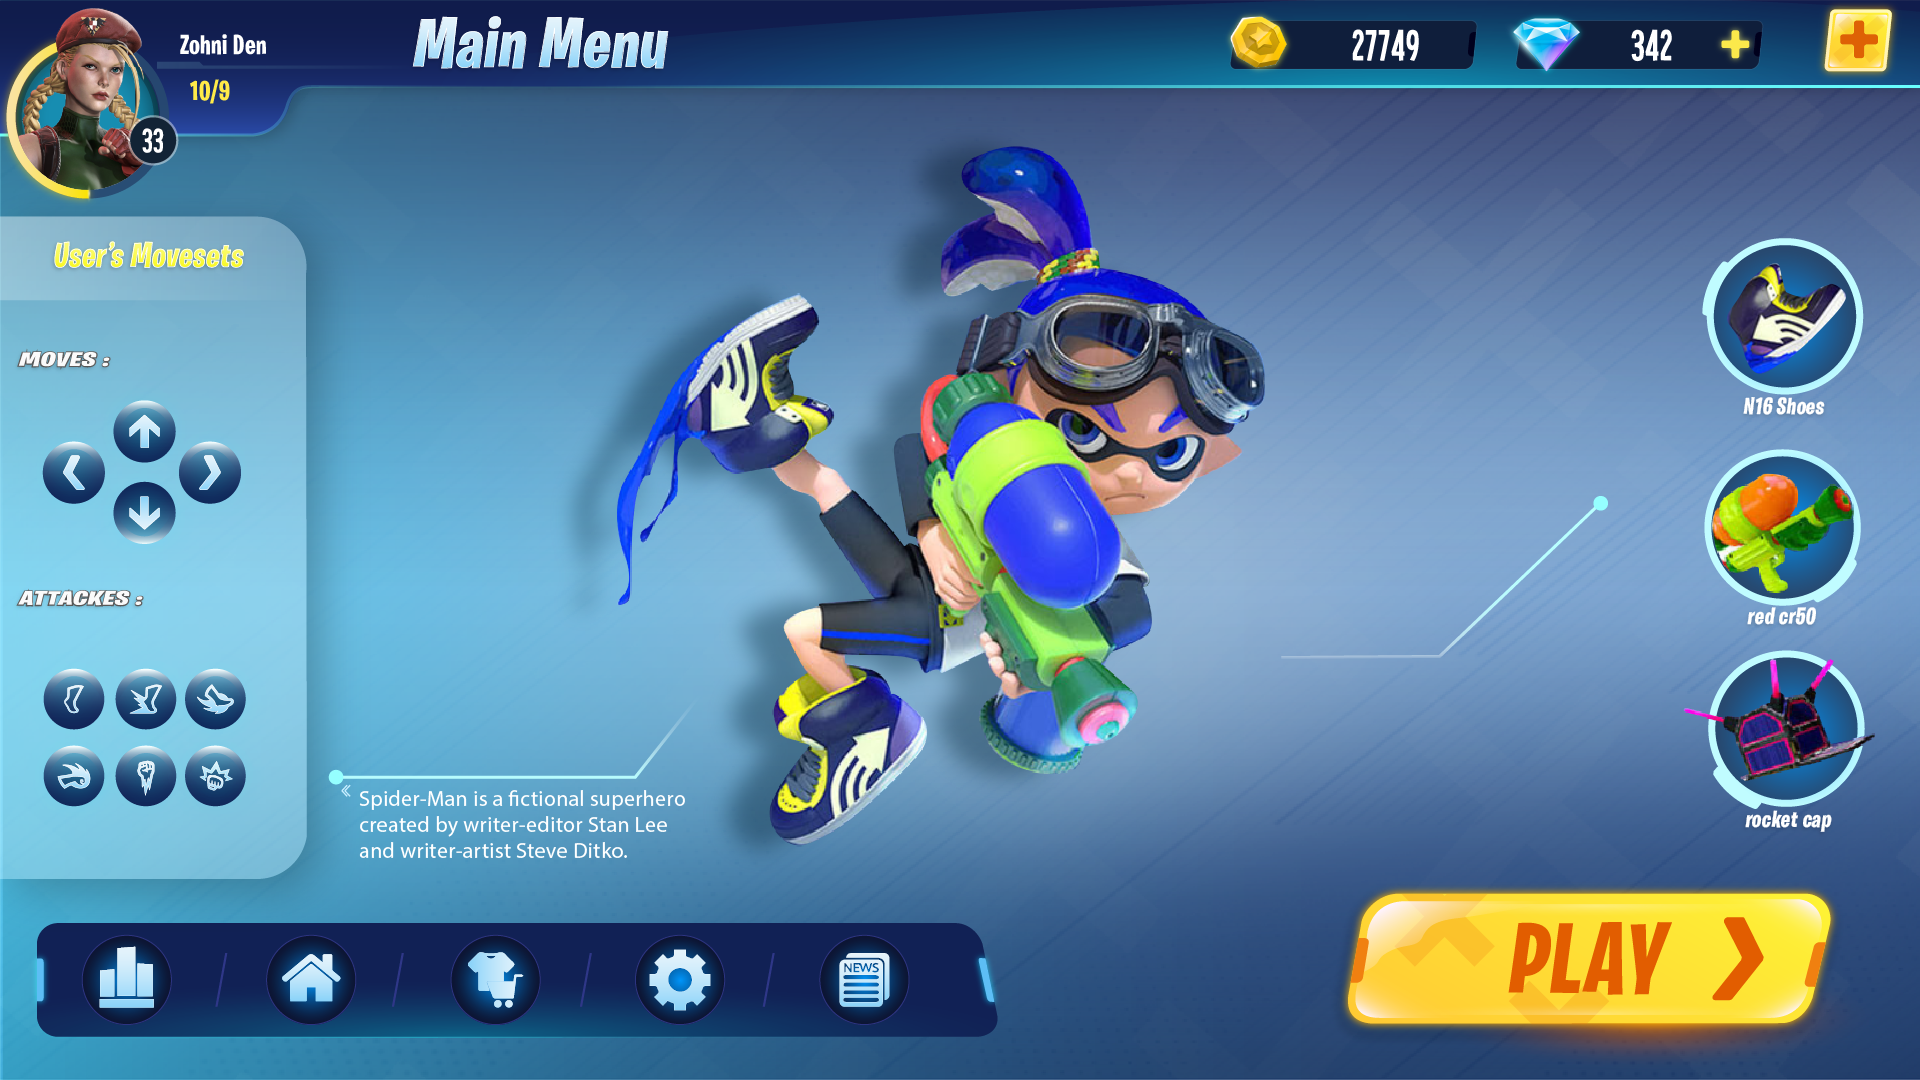 Zohni Den
10/9
33
Main Menu
27749
342
User's Movesets
MOVES :
ATTACKES :
« Spider-Man is a fictional superhero
created by writer-editor Stan Lee
and writer-artist Steve Ditko.
N16 Shoes
red cr50
rocket cap
NEWS
PLAY